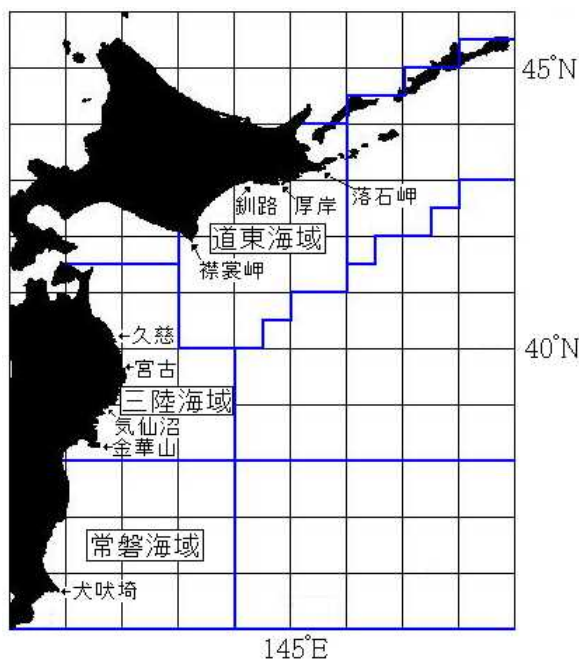 45°N
落石岬
釧路 厚岸
道東海域
襟裳岬
久慈
40°N
宮古
三陸海域
気仙沼
金華山
常磐海域
犬吠埼
145°E